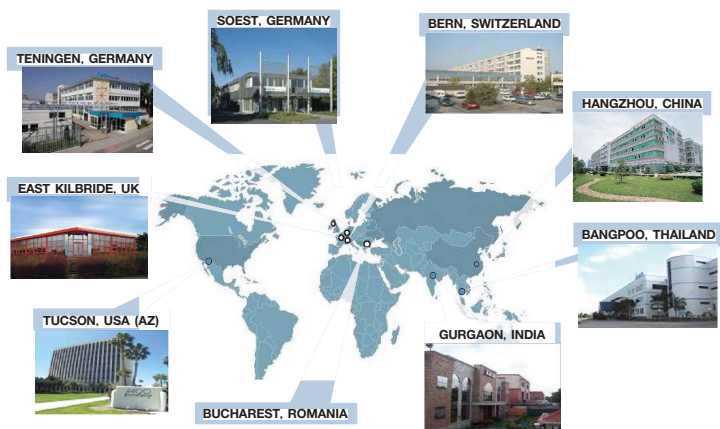 SOEST, GERMANY
BERN, SWITZERLAND
TENINGEN, GERMANY
HANGZHOU, CHINA
EAST KILBRIDE, UK
BANGPOO, THAILAND
TUCSON, USA (AZ)
GURGAON, INDIA
4400
BUCHAREST, ROMANIA